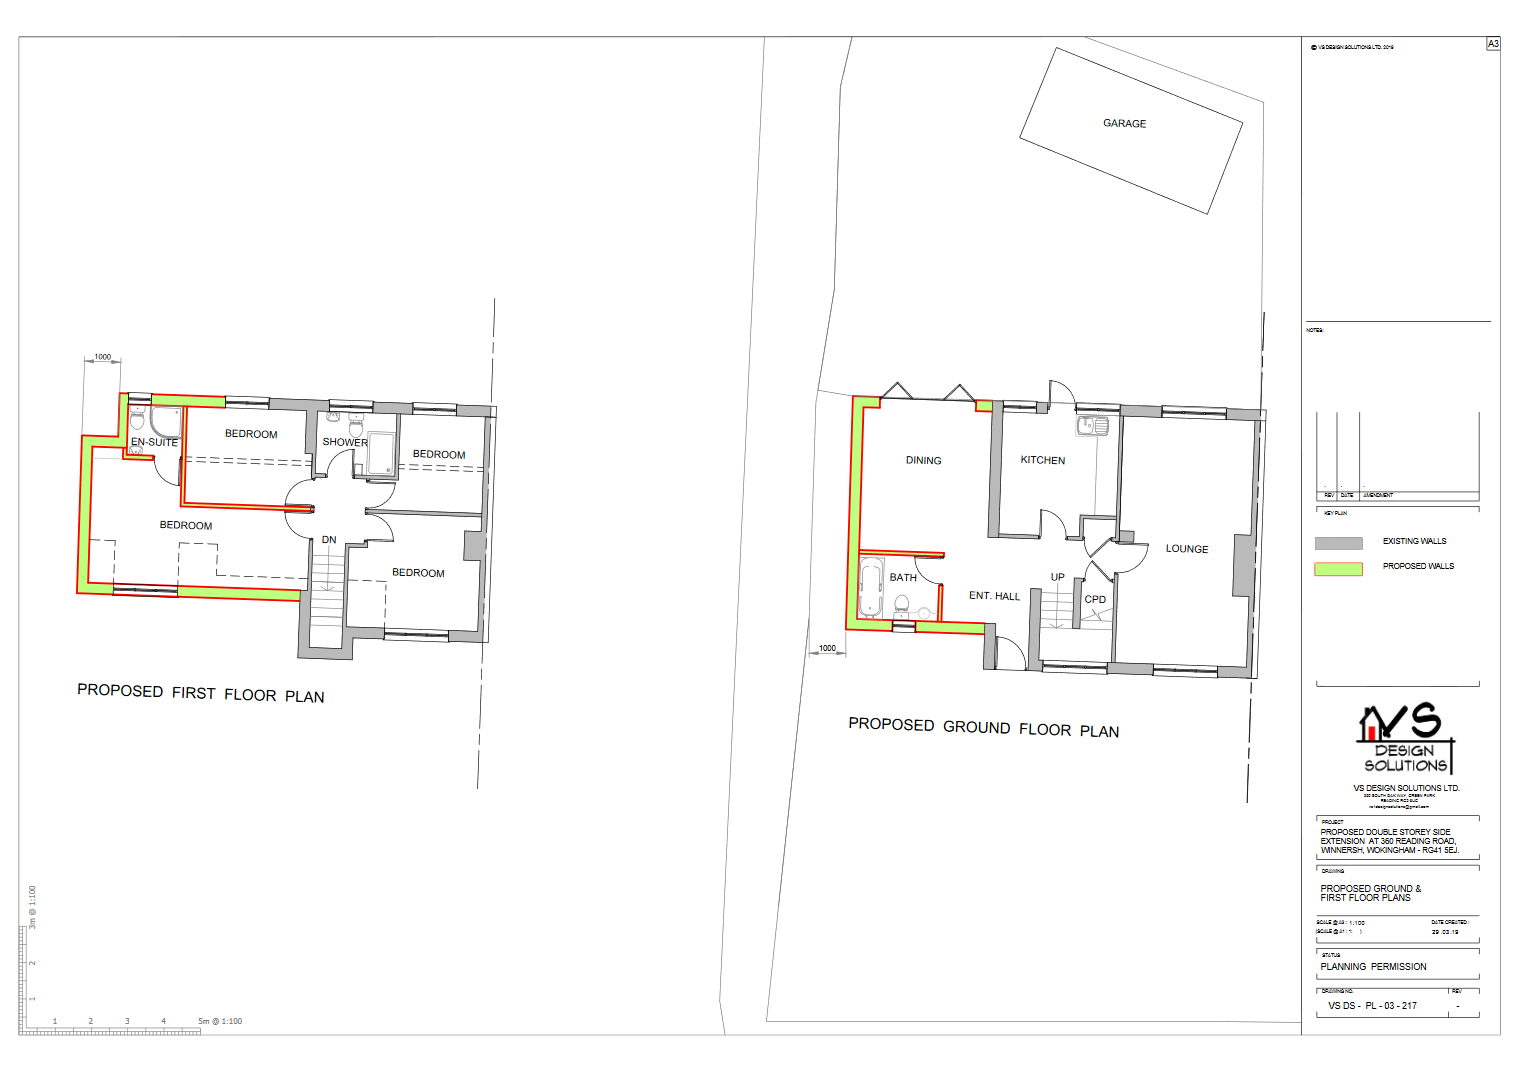 © VS DESIGN SOLUTIONS LTD. 2019
A3
GARAGE
NOTES:
1000
EN-SUITE
BEDROOM
SHOWER
BEDROOM
BEDROOM
DN
BEDROOM
PROPOSED FIRST FLOOR PLAN
DINING
KITCHEN
LOUNGE
BATH
ENT. HALL
UP
CPD
1000
PROPOSED GROUND FLOOR PLAN
REV DATE AMENDMENT
KEY PLAN
EXISTING WALLS
PROPOSED WALLS
VS
DESIGN
SOLUTIONS
VS DESIGN SOLUTIONS LTD.
PROJECT
PROPOSED DOUBLE STOREY SIDE
EXTENSION AT 360 READING ROAD,
WINNERSH, WOKINGHAM - RG41 5EJ.
DRAWING
PROPOSED GROUND &
FIRST FLOOR PLANS
SCALE @ A3 : 1:100
DATE CREATED :
(SCALE @ A1 : 1: )
29 .03.19
STATUS
PLANNING PERMISSION
DRAWING NO.
REV
VS DS - PL - 03 - 217
-
3m @ 1:100
2
1
1 2 3 4 5m @ 1:100